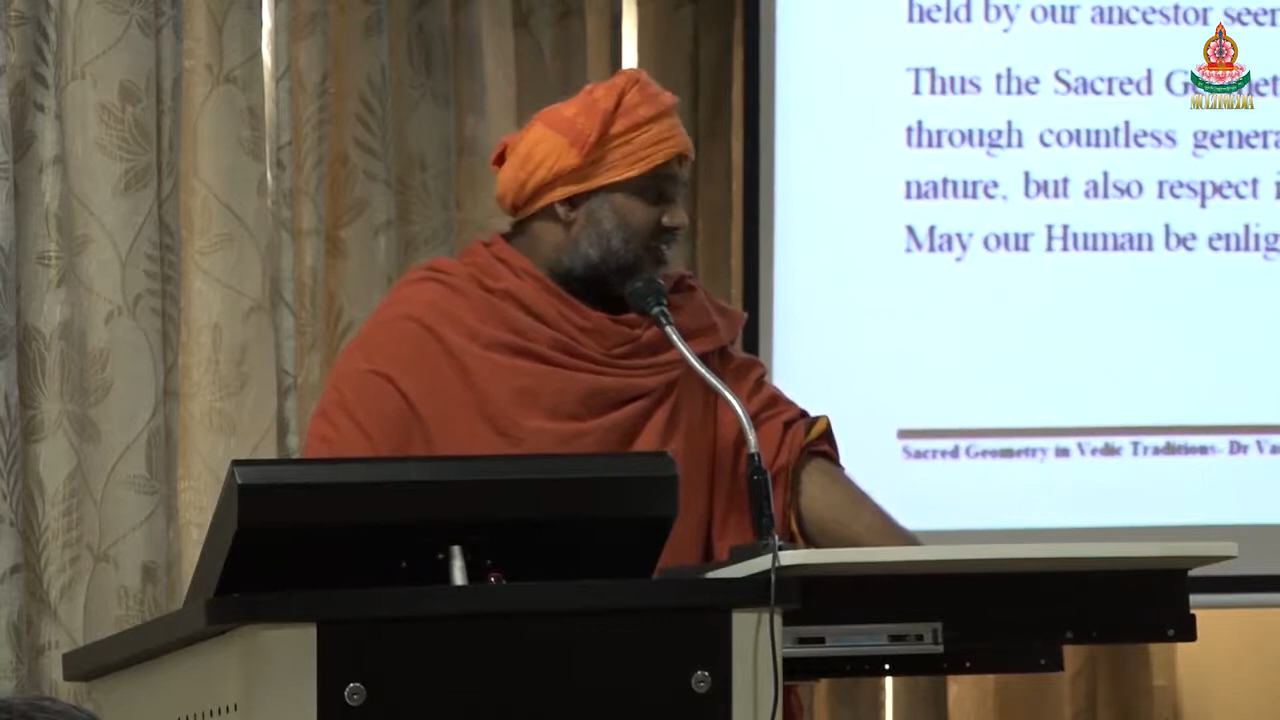 held by our ancestor seer
Thus the Sacred
through countless genera
nature, but also respect i
May our Human be enlig
Sacred Geometry in Vedic Traditions- Dr Va
MULTIMEDIA